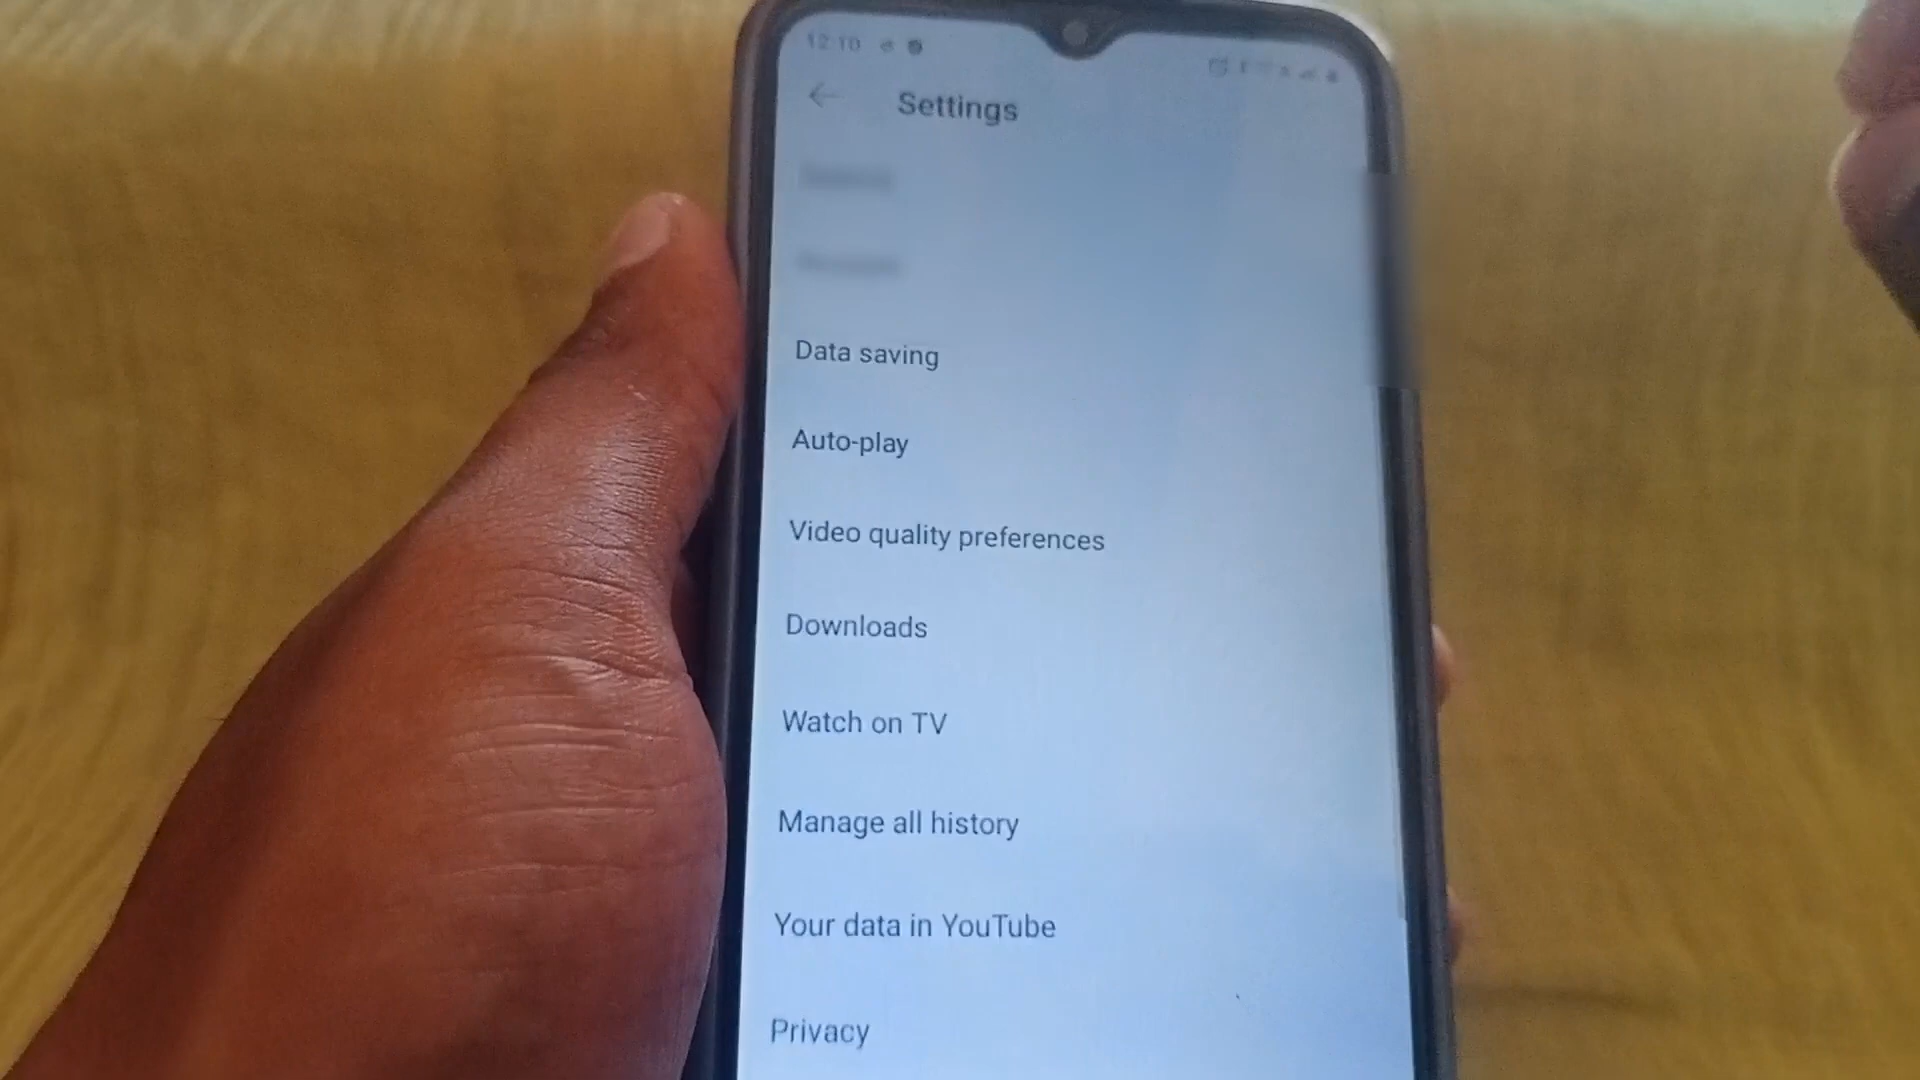 12:10
Settings
Data saving
Auto-play
Video quality preferences
Downloads
Watch on TV
Manage all history
Your data in YouTube
Privacy